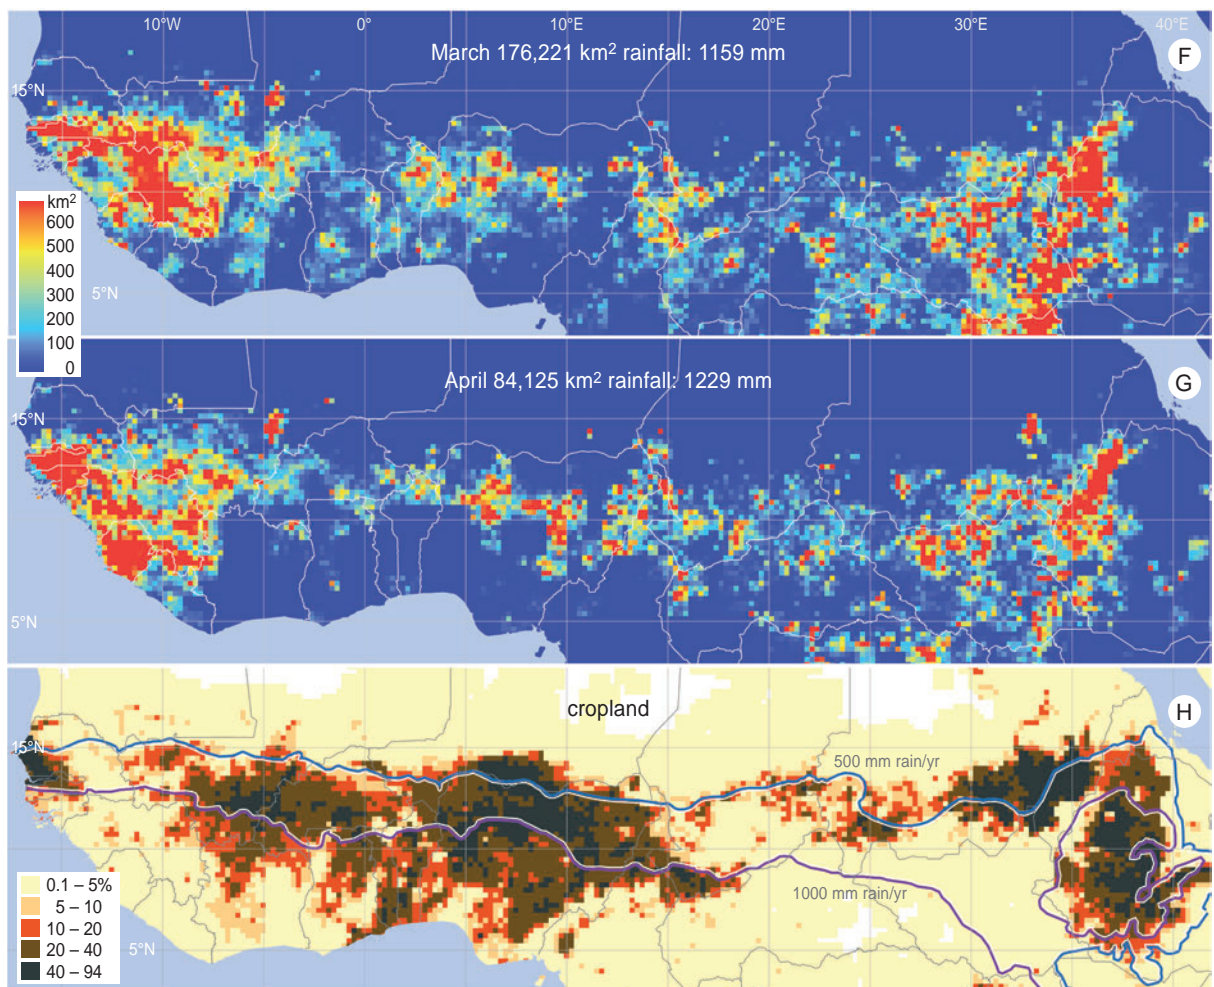 10°W 0° 10°E 20°E 30°E 40°E
March 176,221 km² rainfall: 1159 mm
F
15°N
km²
600
500
400
300
200
100
0
5°N
April 84,125 km² rainfall: 1229 mm
G
15°N
5°N
cropland
H
15°N
500 mm rain/yr
1000 mm rain/yr
0.1 – 5%
5 – 10
10 – 20
20 – 40
40 – 94
5°N